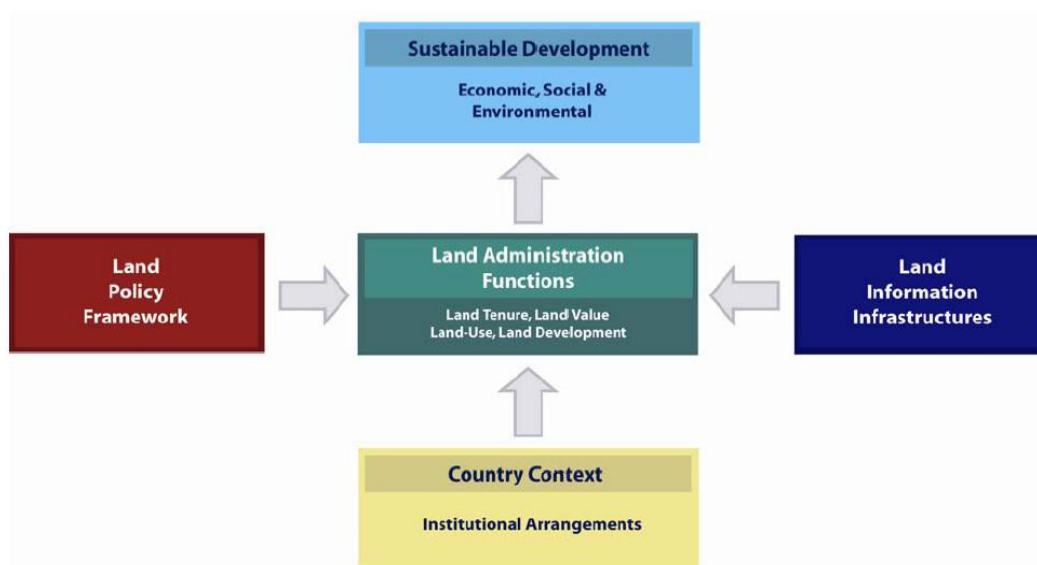 Sustainable Development
Economic, Social &
Environmental
Land
Policy
Framework
Land Administration
Functions
Land Tenure, Land Value
Land-Use, Land Development
Land
Information
Infrastructures
Country Context
Institutional Arrangements